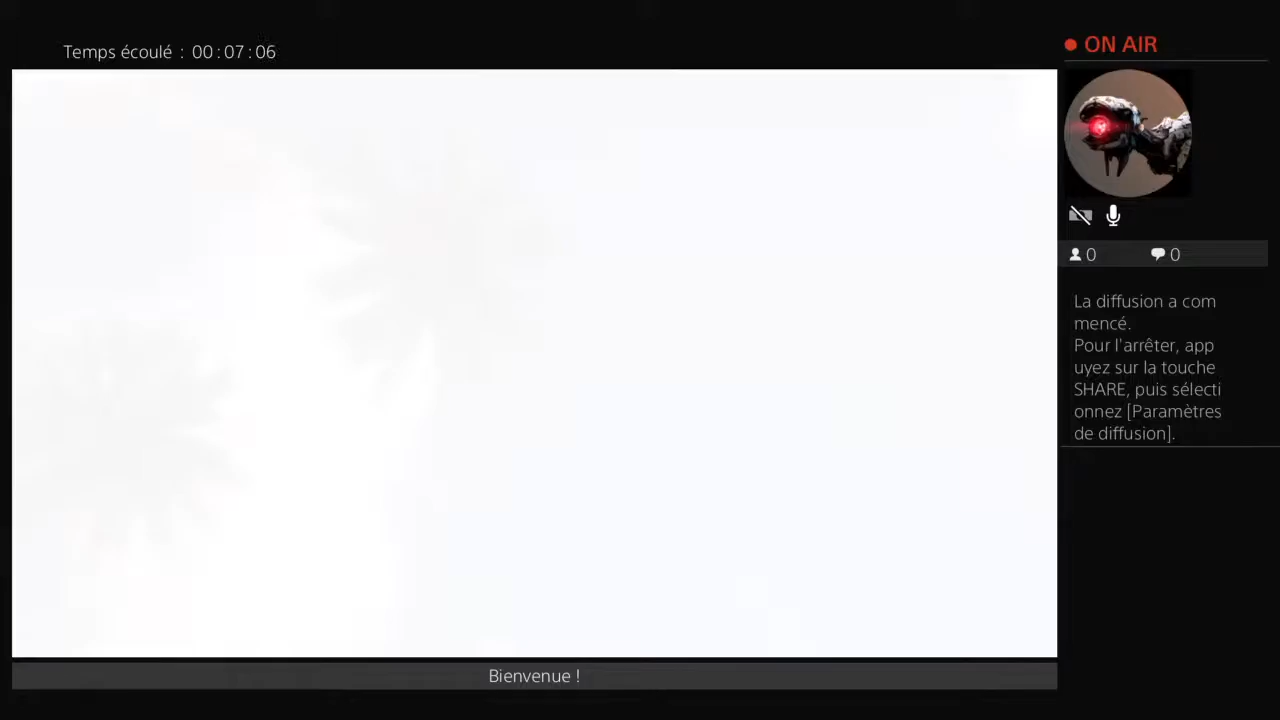 Temps écoulé : 00:07:06
ON AIR
0
0
La diffusion a com
mencé.
Pour l'arrêter, app
uyez sur la touche
SHARE, puis sélecti
onnez [Paramètres
de diffusion].
Bienvenue !